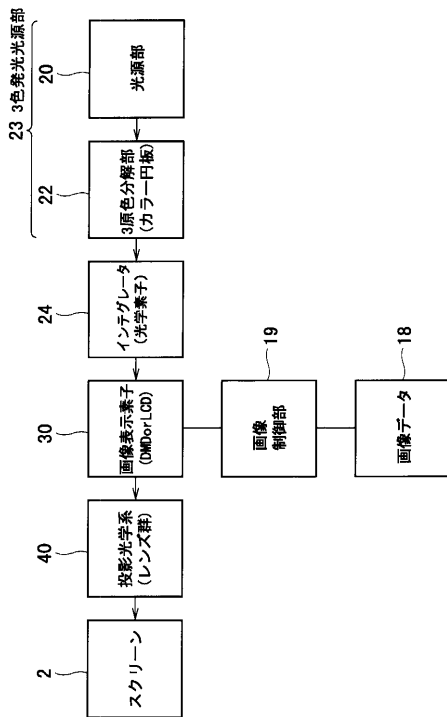 23 3色発光光源部
20
光源部
22
3原色分解部
(カラー円板)
24
インテグレータ
(光学素子)
30
画像表示素子
(DMDorLCD)
19
画像
制御部
18
画像データ
40
投影光学系
(レンズ群)
2
スクリーン